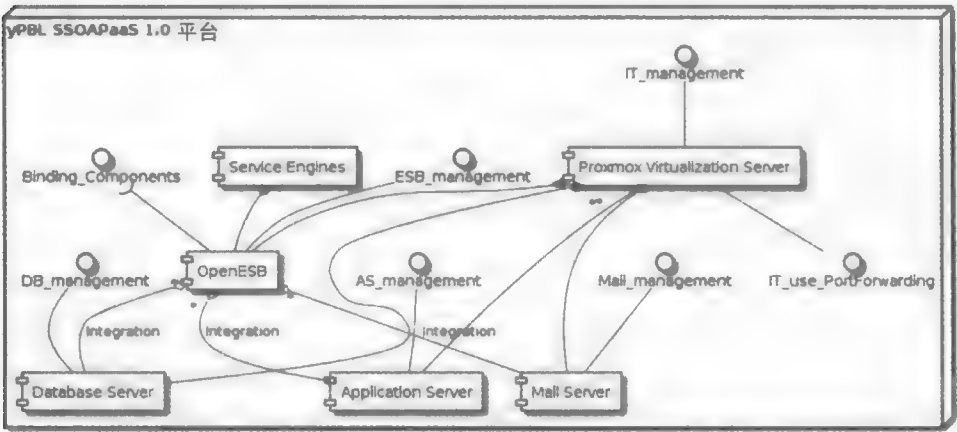 yPBL SSOAPaaS 1.0 平台
IT_management
Binding_Components
Service Engines
ESB_management
Proxmox Virtualization Server
DB_management
OpenESB
AS_management
Mail_management
IT_use_PortForwarding
Integration
Integration
Integration
Database Server
Application Server
Mail Server